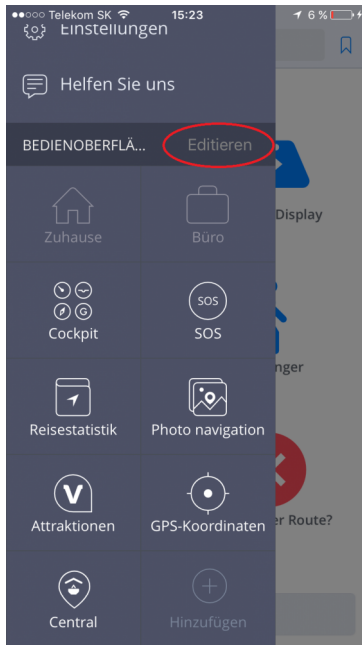 Telekom SK 15:23 6 %
Einstellungen
Helfen Sie uns
BEDIENOBERFLÄ... Editieren
Zuhause Büro
Display
SOS
G
Cockpit SOS
nger
Reisestatistik Photo navigation
V
Attraktionen GPS-Koordinaten
er Route?
Central Hinzufügen